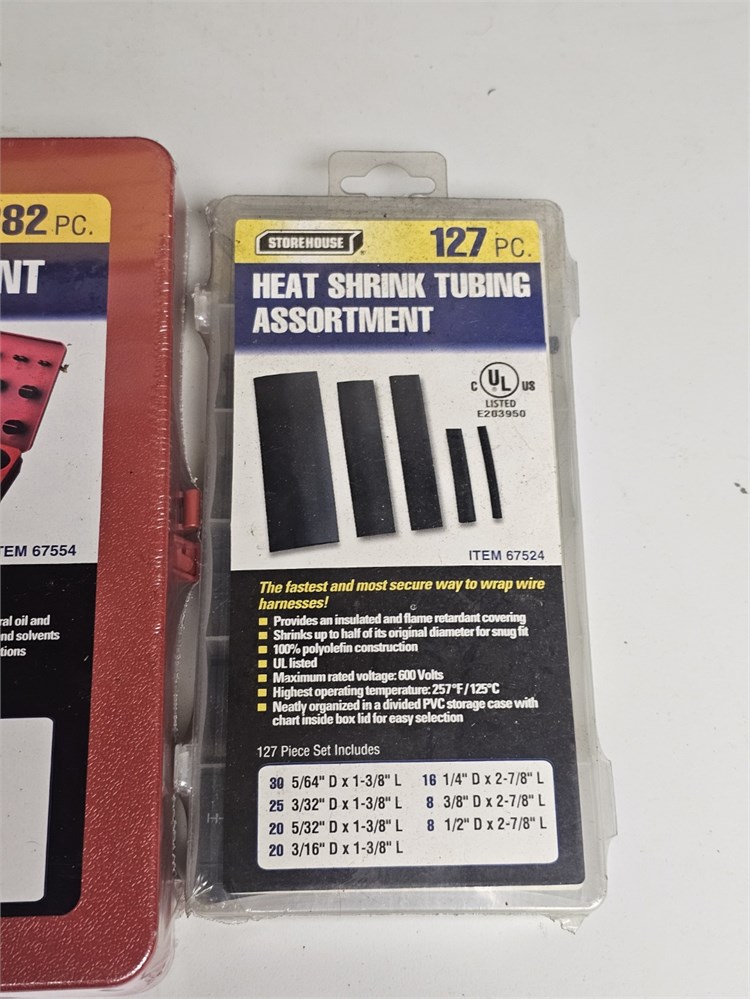 82 PC.
NT
TEM 67554
ral oil and
nd solvents
tions
STOREHOUSE
127 PC.
HEAT SHRINK TUBING
ASSORTMENT
C UL US
LISTED
E203950
ITEM 67524
The fastest and most secure way to wrap wire
harnesses!
Provides an insulated and flame retardant covering
Shrinks up to half of its original diameter for snug fit
100% polyolefin construction
UL listed
Maximum rated voltage: 600 Volts
Highest operating temperature: 257°F/125°C
Neatly organized in a divided PVC storage case with
chart inside box lid for easy selection
127 Piece Set Includes
30 5/64" D x 1-3/8" L
25 3/32" D x 1-3/8" L
20 5/32" D x 1-3/8" L
20 3/16" D x 1-3/8" L
16 1/4" D x 2-7/8" L
8 3/8" D x 2-7/8" L
8 1/2" D x 2-7/8" L